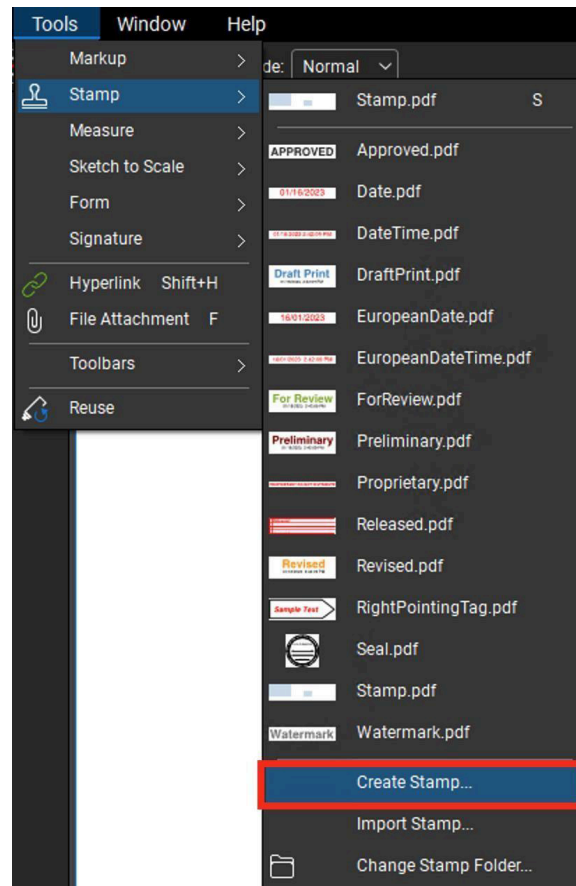 Tools Window Help
Markup
de: Normal
Stamp
Stamp.pdf S
Measure
APPROVED Approved.pdf
Sketch to Scale
01/16/2023 Date.pdf
Form
DateTime.pdf
Signature
Draft Print DraftPrint.pdf
Hyperlink Shift+H
16/01/2023 EuropeanDate.pdf
File Attachment F
EuropeanDateTime.pdf
Toolbars
For Review ForReview.pdf
Reuse
Preliminary Preliminary.pdf
Proprietary.pdf
Released.pdf
Revised Revised.pdf
Sample Text RightPointingTag.pdf
Seal.pdf
Stamp.pdf
Watermark Watermark.pdf
Create Stamp...
Import Stamp...
Change Stamp Folder...